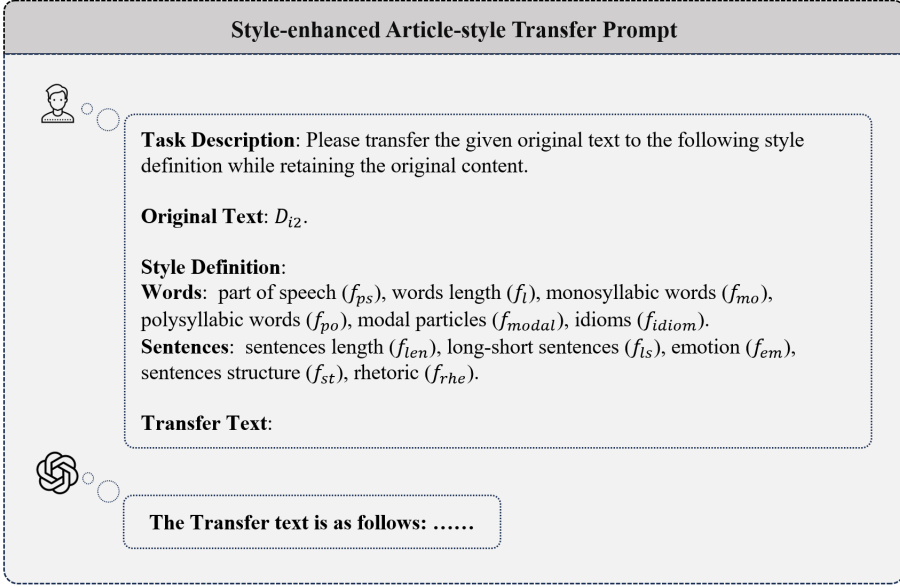 Style-enhanced Article-style Transfer Prompt
Task Description: Please transfer the given original text to the following style
definition while retaining the original content.
Original Text: D_{i2}.
Style Definition:
Words: part of speech (f_{ps}), words length (f_{l}), monosyllabic words (f_{mo}),
polysyllabic words (f_{po}), modal particles (f_{modal}), idioms (f_{idiom}).
Sentences: sentences length (f_{len}), long-short sentences (f_{ls}), emotion (f_{em}),
sentences structure (f_{st}), rhetoric (f_{rhe}).
Transfer Text:
The Transfer text is as follows: ……